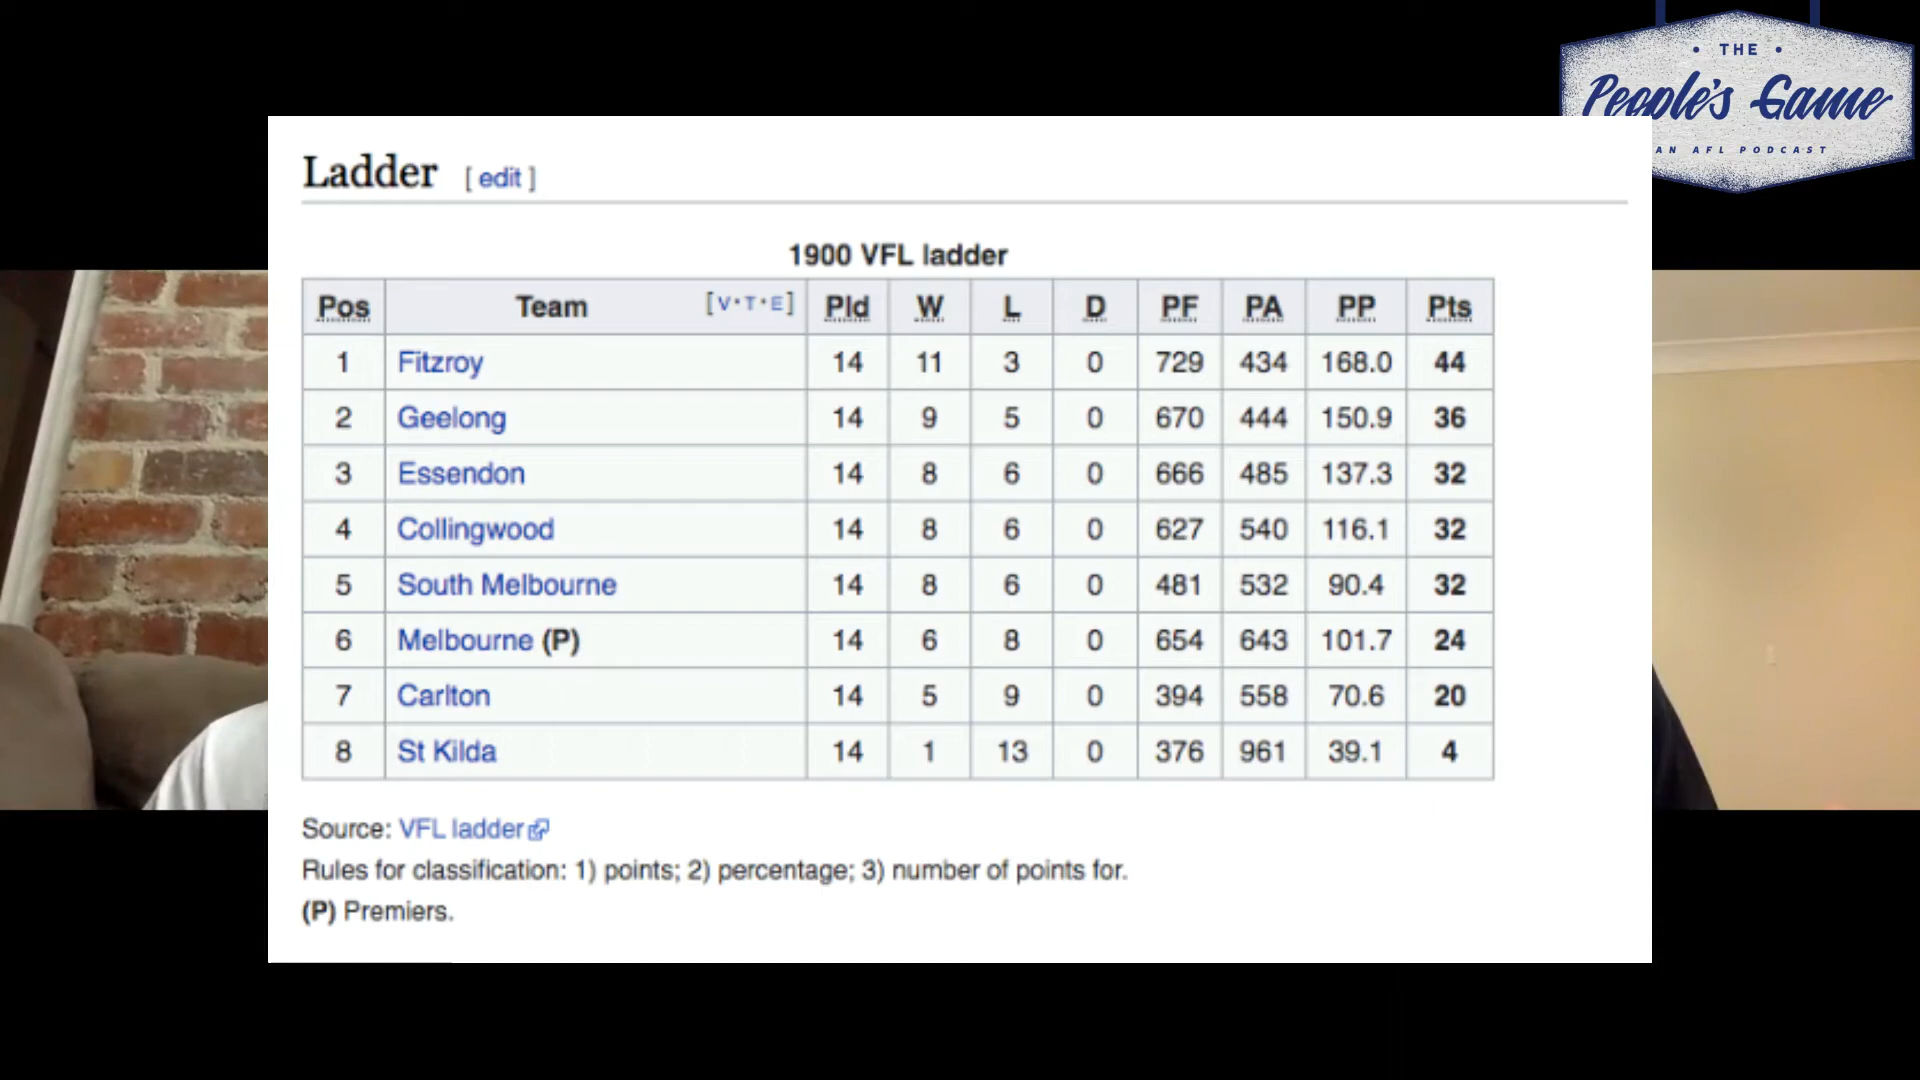 • THE •
People's Game
AN AFL PODCAST
Ladder [ edit ]
1900 VFL ladder
Pos Team [V·T·E] Pld W L D PF PA PP Pts
1 Fitzroy 14 11 3 0 729 434 168.0 44
2 Geelong 14 9 5 0 670 444 150.9 36
3 Essendon 14 8 6 0 666 485 137.3 32
4 Collingwood 14 8 6 0 627 540 116.1 32
5 South Melbourne 14 8 6 0 481 532 90.4 32
6 Melbourne (P) 14 6 8 0 654 643 101.7 24
7 Carlton 14 5 9 0 394 558 70.6 20
8 St Kilda 14 1 13 0 376 961 39.1 4
Source: VFL ladder
Rules for classification: 1) points; 2) percentage; 3) number of points for.
(P) Premiers.